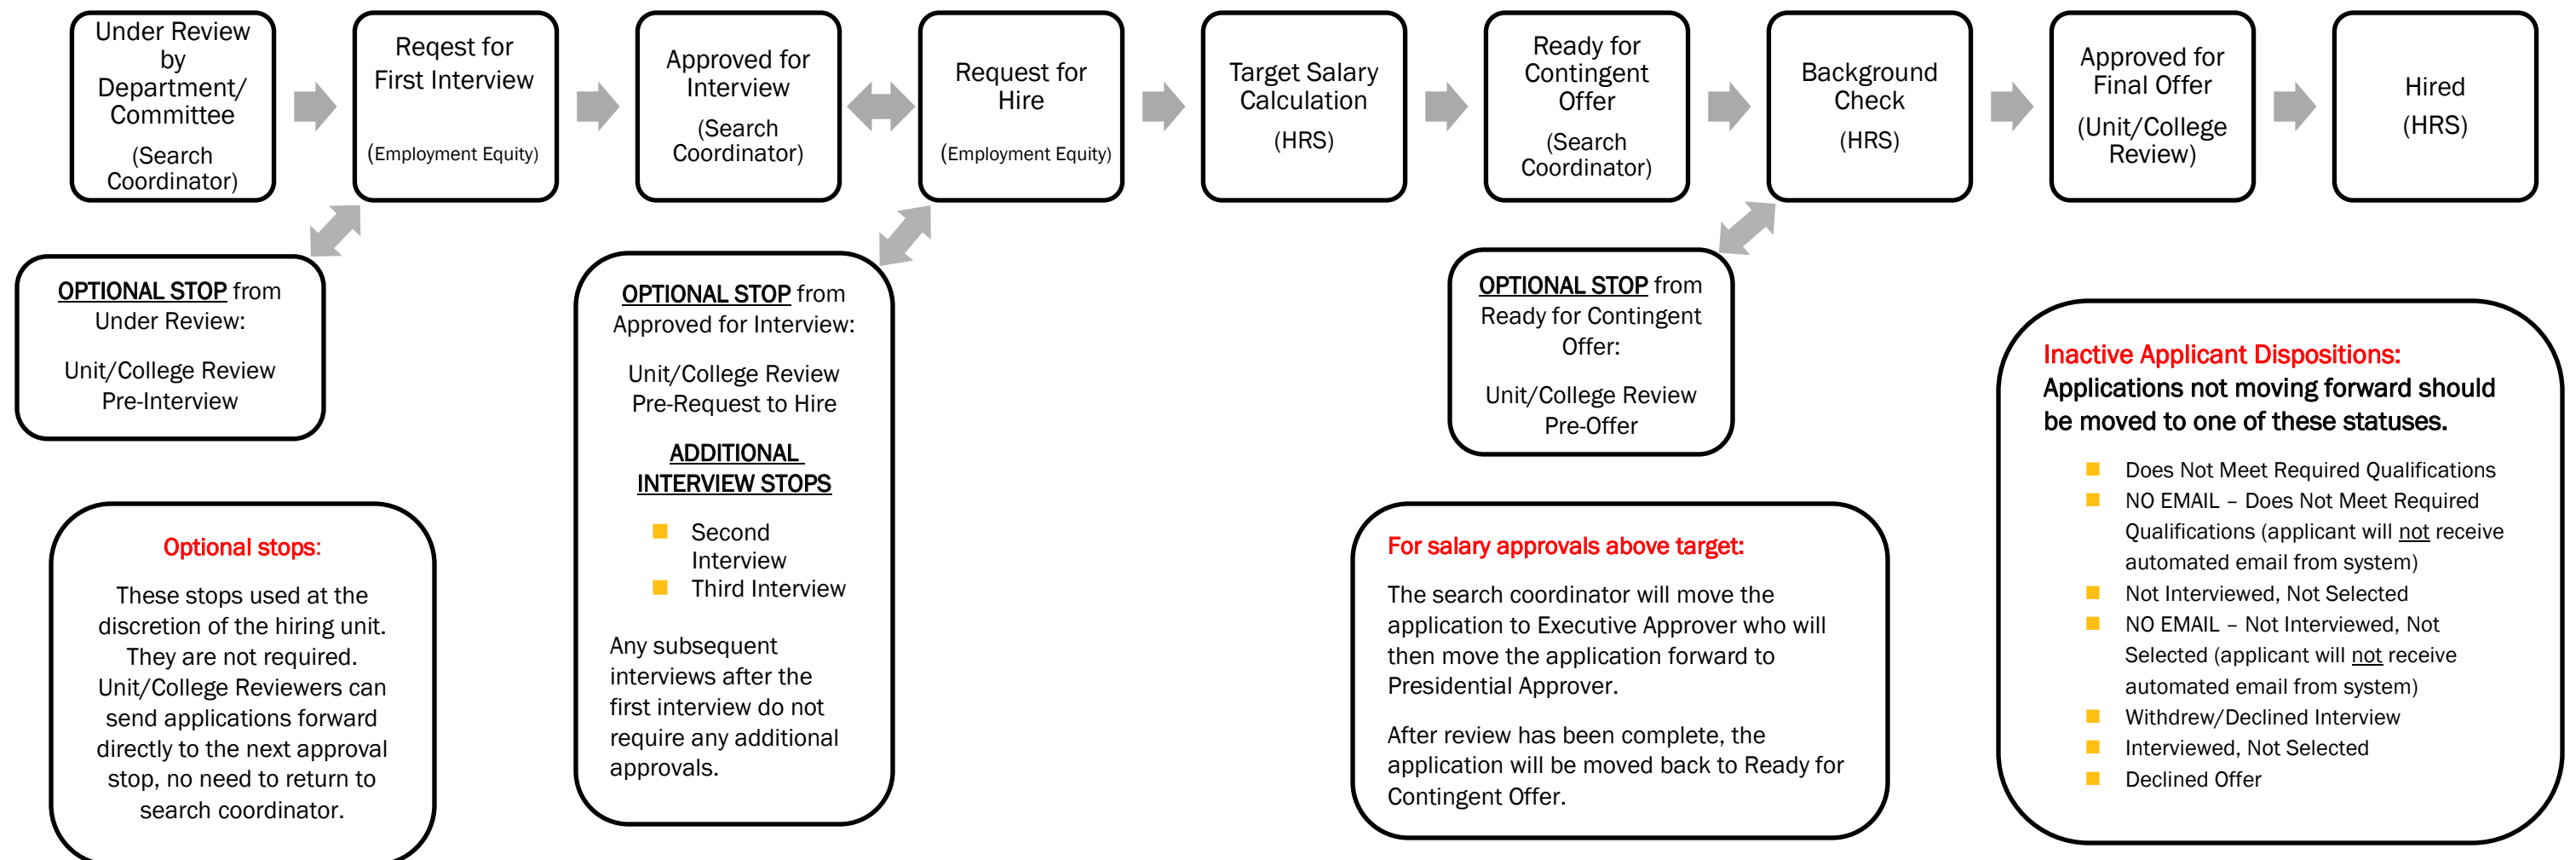 Under Review
by
Department/
Committee
(Search
Coordinator)
Reqest for
First Interview
(Employment Equity)
Approved for
Interview
(Search
Coordinator)
Request for
Hire
(Employment Equity)
Target Salary
Calculation
(HRS)
Ready for
Contingent
Offer
(Search
Coordinator)
Background
Check
(HRS)
Approved for
Final Offer
(Unit/College
Review)
Hired
(HRS)
OPTIONAL STOP from
Under Review:
Unit/College Review
Pre-Interview
OPTIONAL STOP from
Approved for Interview:
Unit/College Review
Pre-Request to Hire
ADDITIONAL
INTERVIEW STOPS
Second
Interview
Third Interview
Any subsequent
interviews after the
first interview do not
require any additional
approvals.
OPTIONAL STOP from
Ready for Contingent
Offer:
Unit/College Review
Pre-Offer
Inactive Applicant Dispositions:
Applications not moving forward should
be moved to one of these statuses.
Does Not Meet Required Qualifications
NO EMAIL – Does Not Meet Required
Qualifications (applicant will not receive
automated email from system)
Not Interviewed, Not Selected
NO EMAIL – Not Interviewed, Not
Selected (applicant will not receive
automated email from system)
Withdrew/Declined Interview
Interviewed, Not Selected
Declined Offer
Optional stops:
These stops used at the
discretion of the hiring unit.
They are not required.
Unit/College Reviewers can
send applications forward
directly to the next approval
stop, no need to return to
search coordinator.
For salary approvals above target:
The search coordinator will move the
application to Executive Approver who will
then move the application forward to
Presidential Approver.
After review has been complete, the
application will be moved back to Ready for
Contingent Offer.